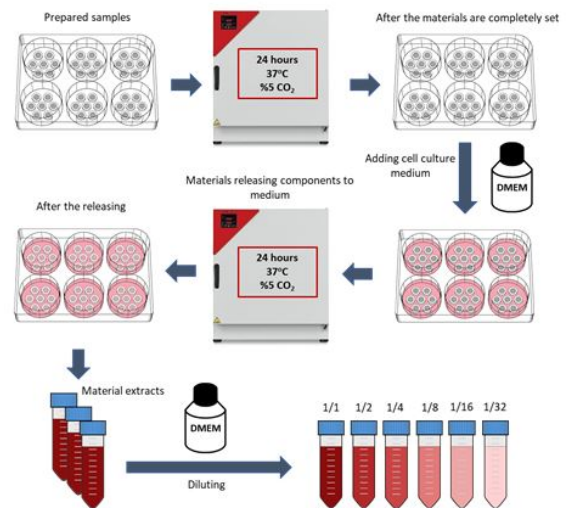 Prepared samples
After the materials are completely set
24 hours
37°C
%5 CO₂
Adding cell culture
medium
DMEM
Materials releasing components to
medium
After the releasing
24 hours
37°C
%5 CO₂
Material extracts
DMEM
Diluting
1/1 1/2 1/4 1/8 1/16 1/32